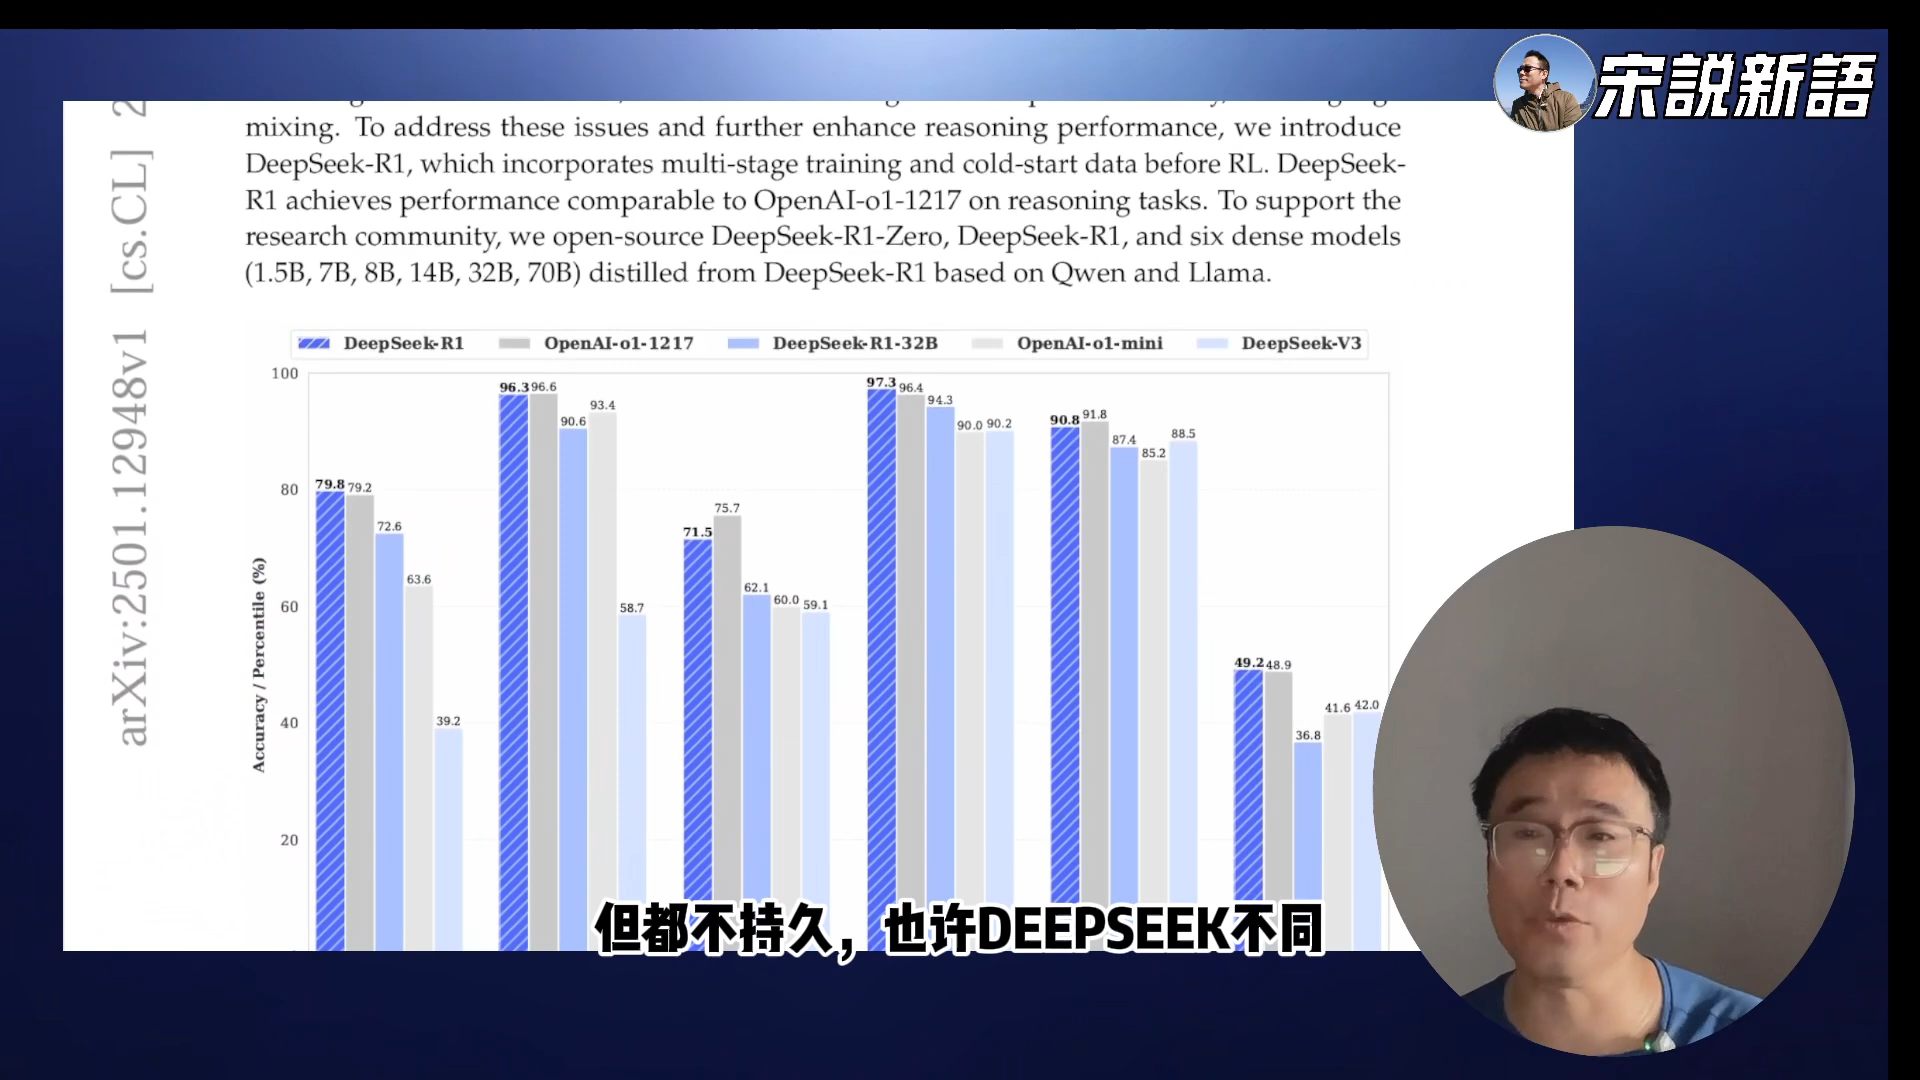 宋説新語
mixing. To address these issues and further enhance reasoning performance, we introduce
DeepSeek-R1, which incorporates multi-stage training and cold-start data before RL. DeepSeek-
R1 achieves performance comparable to OpenAI-o1-1217 on reasoning tasks. To support the
research community, we open-source DeepSeek-R1-Zero, DeepSeek-R1, and six dense models
(1.5B, 7B, 8B, 14B, 32B, 70B) distilled from DeepSeek-R1 based on Qwen and Llama.
arXiv:2501.12948v1 [cs.CL] 2
DeepSeek-R1 OpenAI-o1-1217 DeepSeek-R1-32B OpenAI-o1-mini DeepSeek-V3
Accuracy / Percentile (%)
100
80
60
40
20
79.8 79.2 72.6 63.6 39.2
96.3 96.6 90.6 93.4 58.7
71.5 75.7 62.1 60.0 59.1
97.3 96.4 94.3 90.0 90.2
90.8 91.8 87.4 85.2 88.5
49.2 48.9 36.8 41.6 42.0
但都不持久，也许DEEPSEEK不同